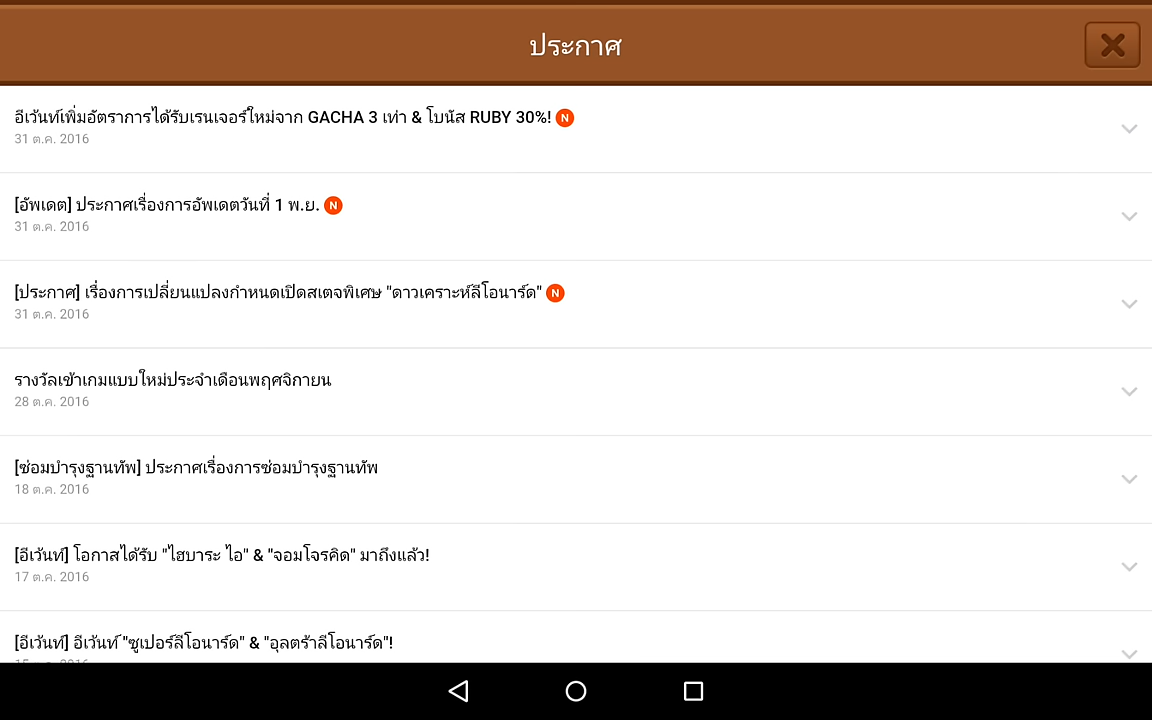 ประกาศ
อีเว้นท์เพิ่มอัตราการได้รับเรนเจอร์ใหม่จาก GACHA 3 เท่า & โบนัส RUBY 30%! N
31 ต.ค. 2016
[อัพเดต] ประกาศเรื่องการอัพเดตวันที่ 1 พ.ย. N
31 ต.ค. 2016
[ประกาศ] เรื่องการเปลี่ยนแปลงกำหนดเปิดสเตจพิเศษ "ดาวเคราะห์ลีโอนาร์ด" N
31 ต.ค. 2016
รางวัลเข้าเกมแบบใหม่ประจำเดือนพฤศจิกายน
28 ต.ค. 2016
[ซ่อมบำรุงฐานทัพ] ประกาศเรื่องการซ่อมบำรุงฐานทัพ
18 ต.ค. 2016
[อีเว้นท์] โอกาสได้รับ "ไฮบาระ ไอ" & "จอมโจรคิด" มาถึงแล้ว!
17 ต.ค. 2016
[อีเว้นท์] อีเว้นท์ "ซูเปอร์ลีโอนาร์ด" & "อุลตร้าลีโอนาร์ด"!
15 ต.ค. 2016